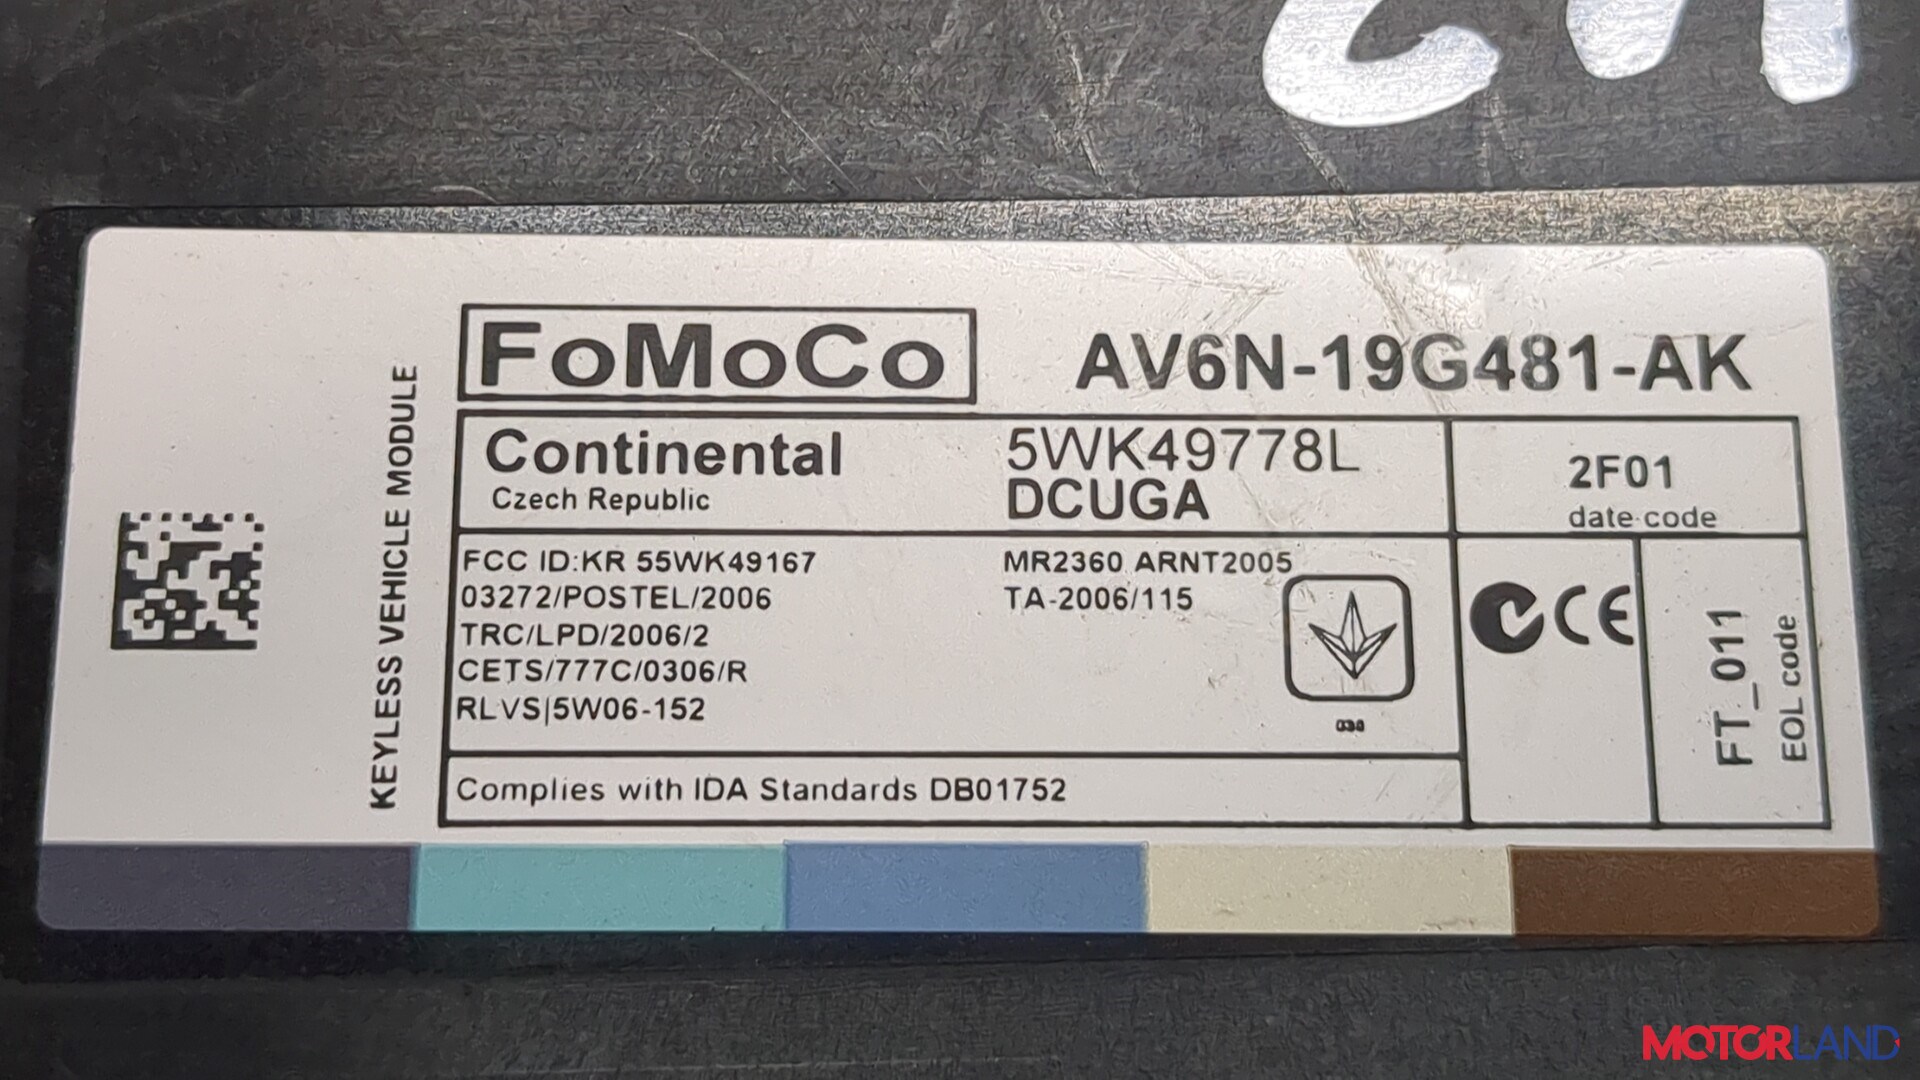 FoMoCo
AV6N-19G481-AK
KEYLESS VEHICLE MODULE
Continental
Czech Republic
5WK49778L
DCUGA
2F01
date code
FCC ID:KR 55WK49167
03272/POSTEL/2006
TRC/LPD/2006/2
CETS/777C/0306/R
RLVS|5W06-152
MR2360 ARNT2005
TA-2006/115
CE
FT_011
EOL code
Complies with IDA Standards DB01752
MOTORLAND